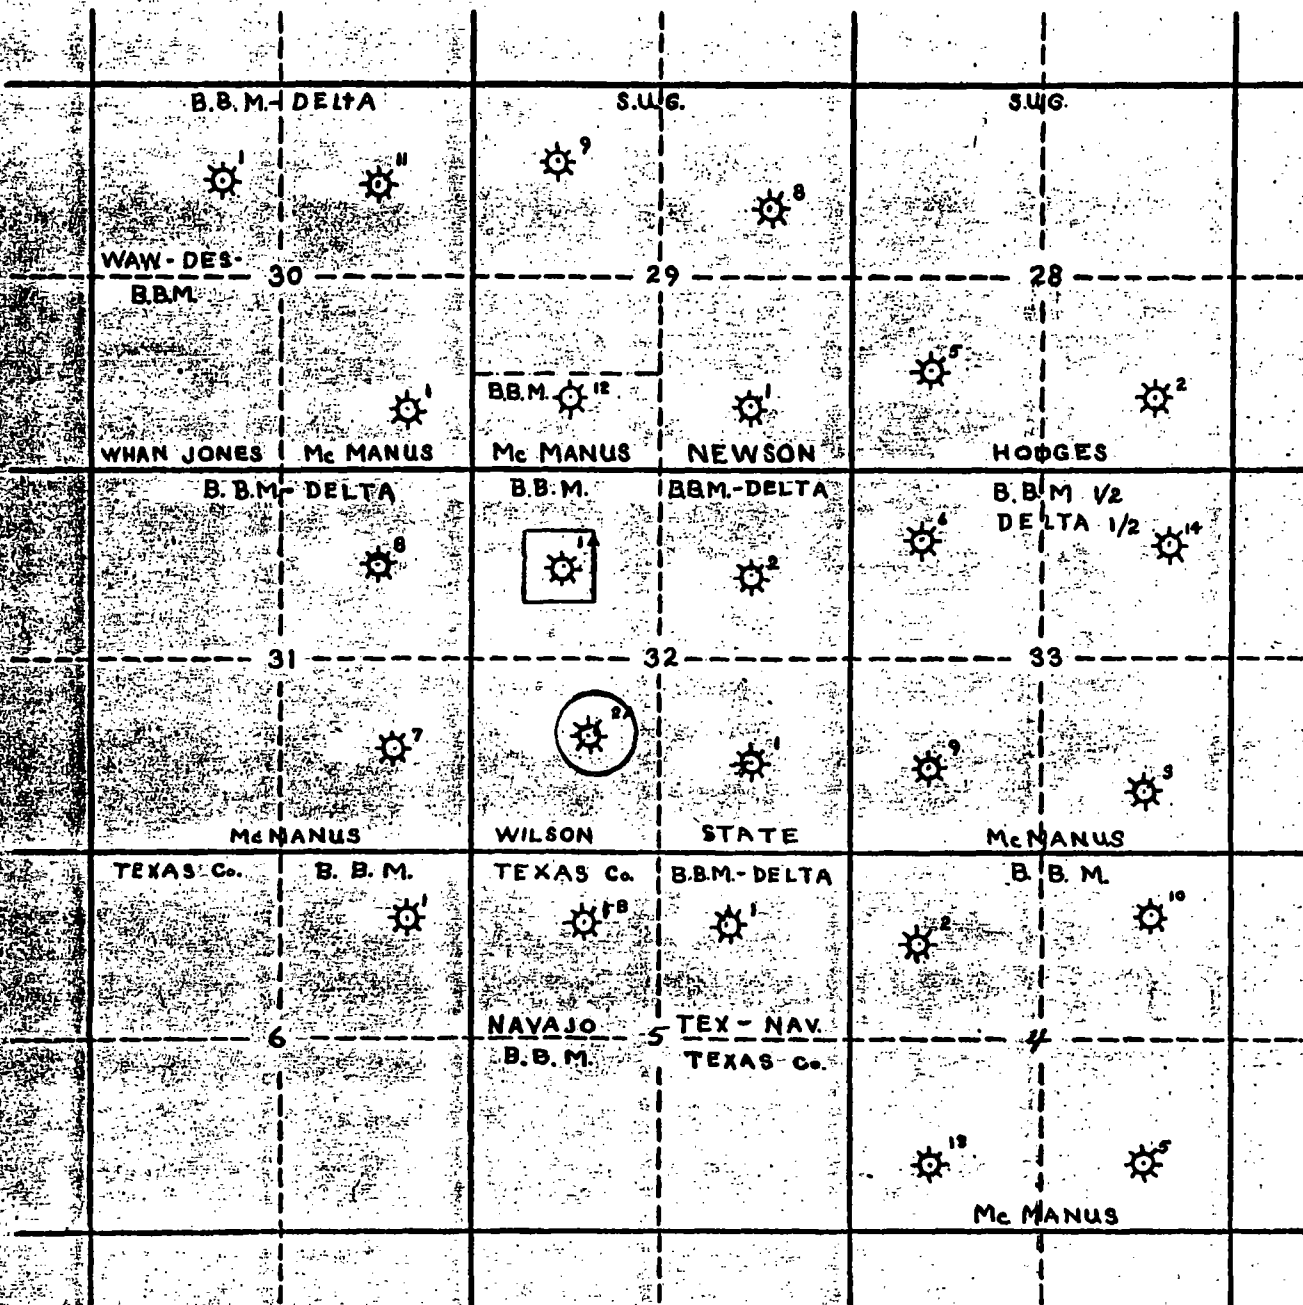 B.B.M.-DELTA
S.U.G.
S.U.G.
1
11
9
8
WAW-DES-
30
29
28
B.B.M.
5
1
B.B.M.
12
1
2
WHAN JONES
Mc MANUS
Mc MANUS
NEWSON
HODGES
B.B.M.-DELTA
B.B.M.
B.B.M.-DELTA
B.B.M 1/2
DELTA 1/2
8
2
14
31
32
33
7
1
9
McMANUS
WILSON
STATE
McMANUS
TEXAS Co.
B. B. M.
TEXAS Co.
B.B.M.-DELTA
B. B. M.
1
1-B
1
2
10
NAVAJO
TEX-NAV.
6
5
4
B.B.M.
TEXAS Co.
13
5
Mc MANUS